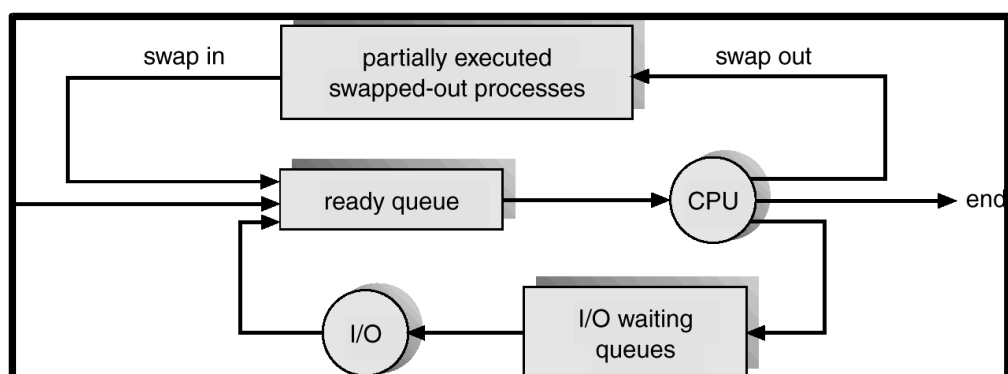 swap in
partially executed
swapped-out processes
swap out
ready queue
CPU
end
I/O
I/O waiting
queues